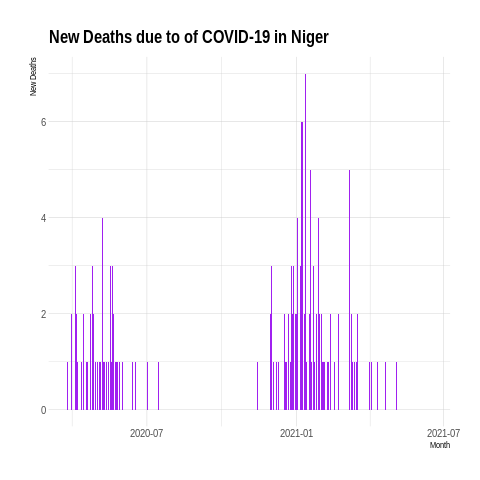 New Deaths due to of COVID-19 in Niger
New Deaths
6
4
2
0
2020-07
2021-01
2021-07
Month